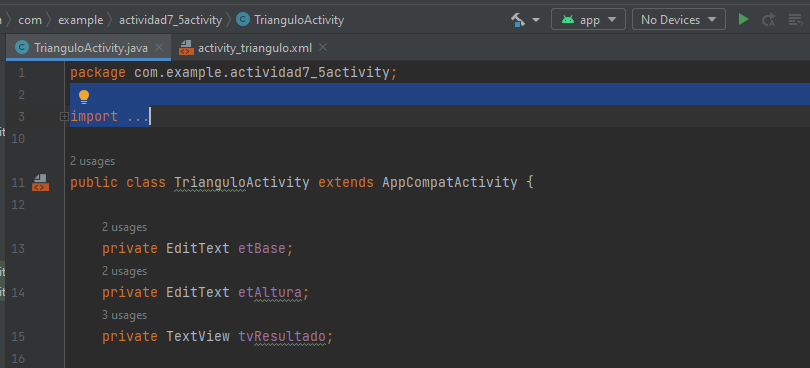 com > example > actividad7_5activity > TrianguloActivity
app
No Devices
TrianguloActivity.java
activity_triangulo.xml
1 package com.example.actividad7_5activity;
2
3 import ...
10
2 usages
11 public class TrianguloActivity extends AppCompatActivity {
12
2 usages
13 private EditText etBase;
2 usages
14 private EditText etAltura;
3 usages
15 private TextView tvResultado;
16